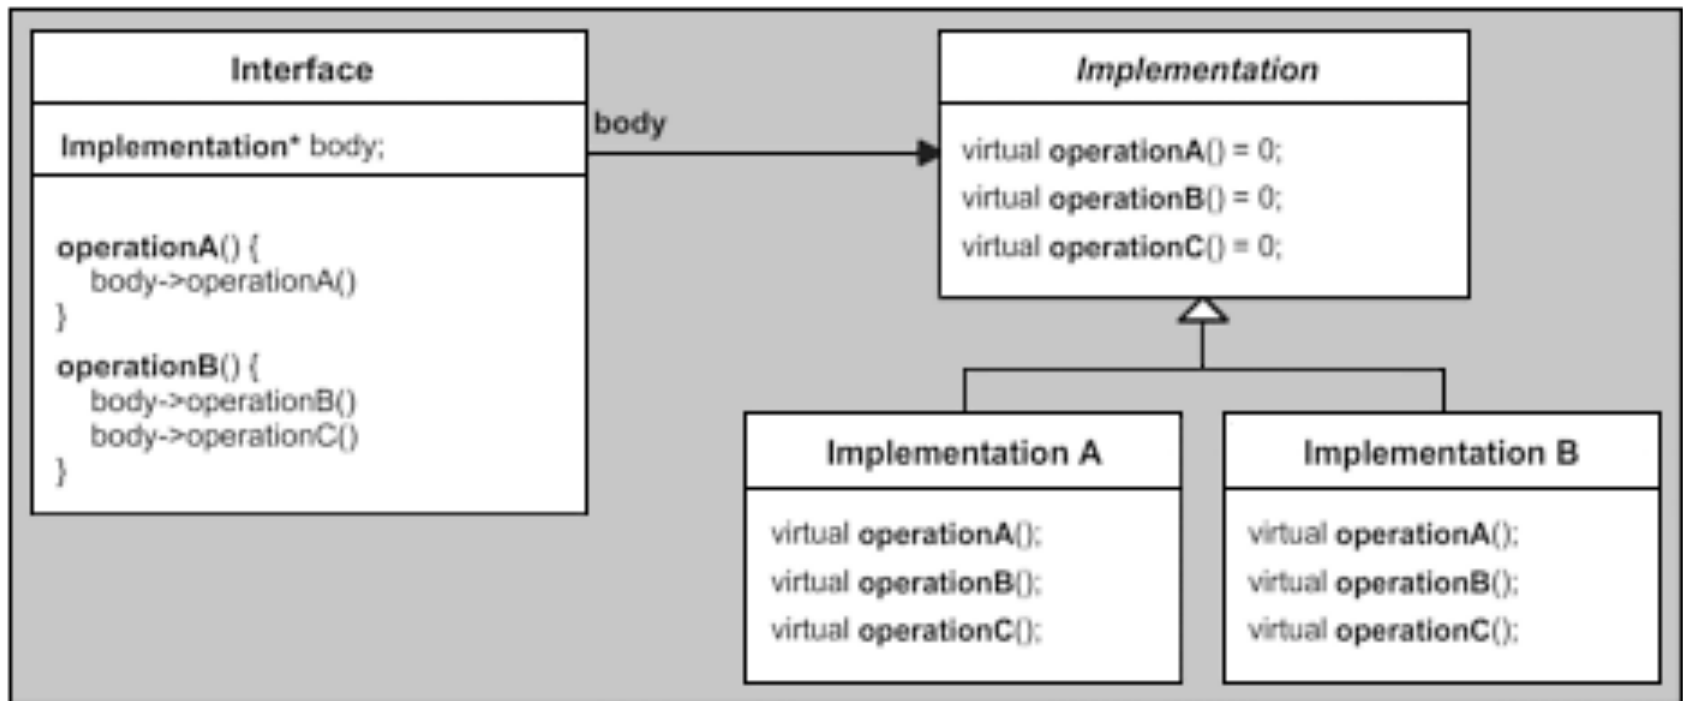 Interface
Implementation* body;
operationA() {
body->operationA()
}
operationB() {
body->operationB()
body->operationC()
}
body
Implementation
virtual operationA() = 0;
virtual operationB() = 0;
virtual operationC() = 0;
Implementation A
virtual operationA();
virtual operationB();
virtual operationC();
Implementation B
virtual operationA();
virtual operationB();
virtual operationC();